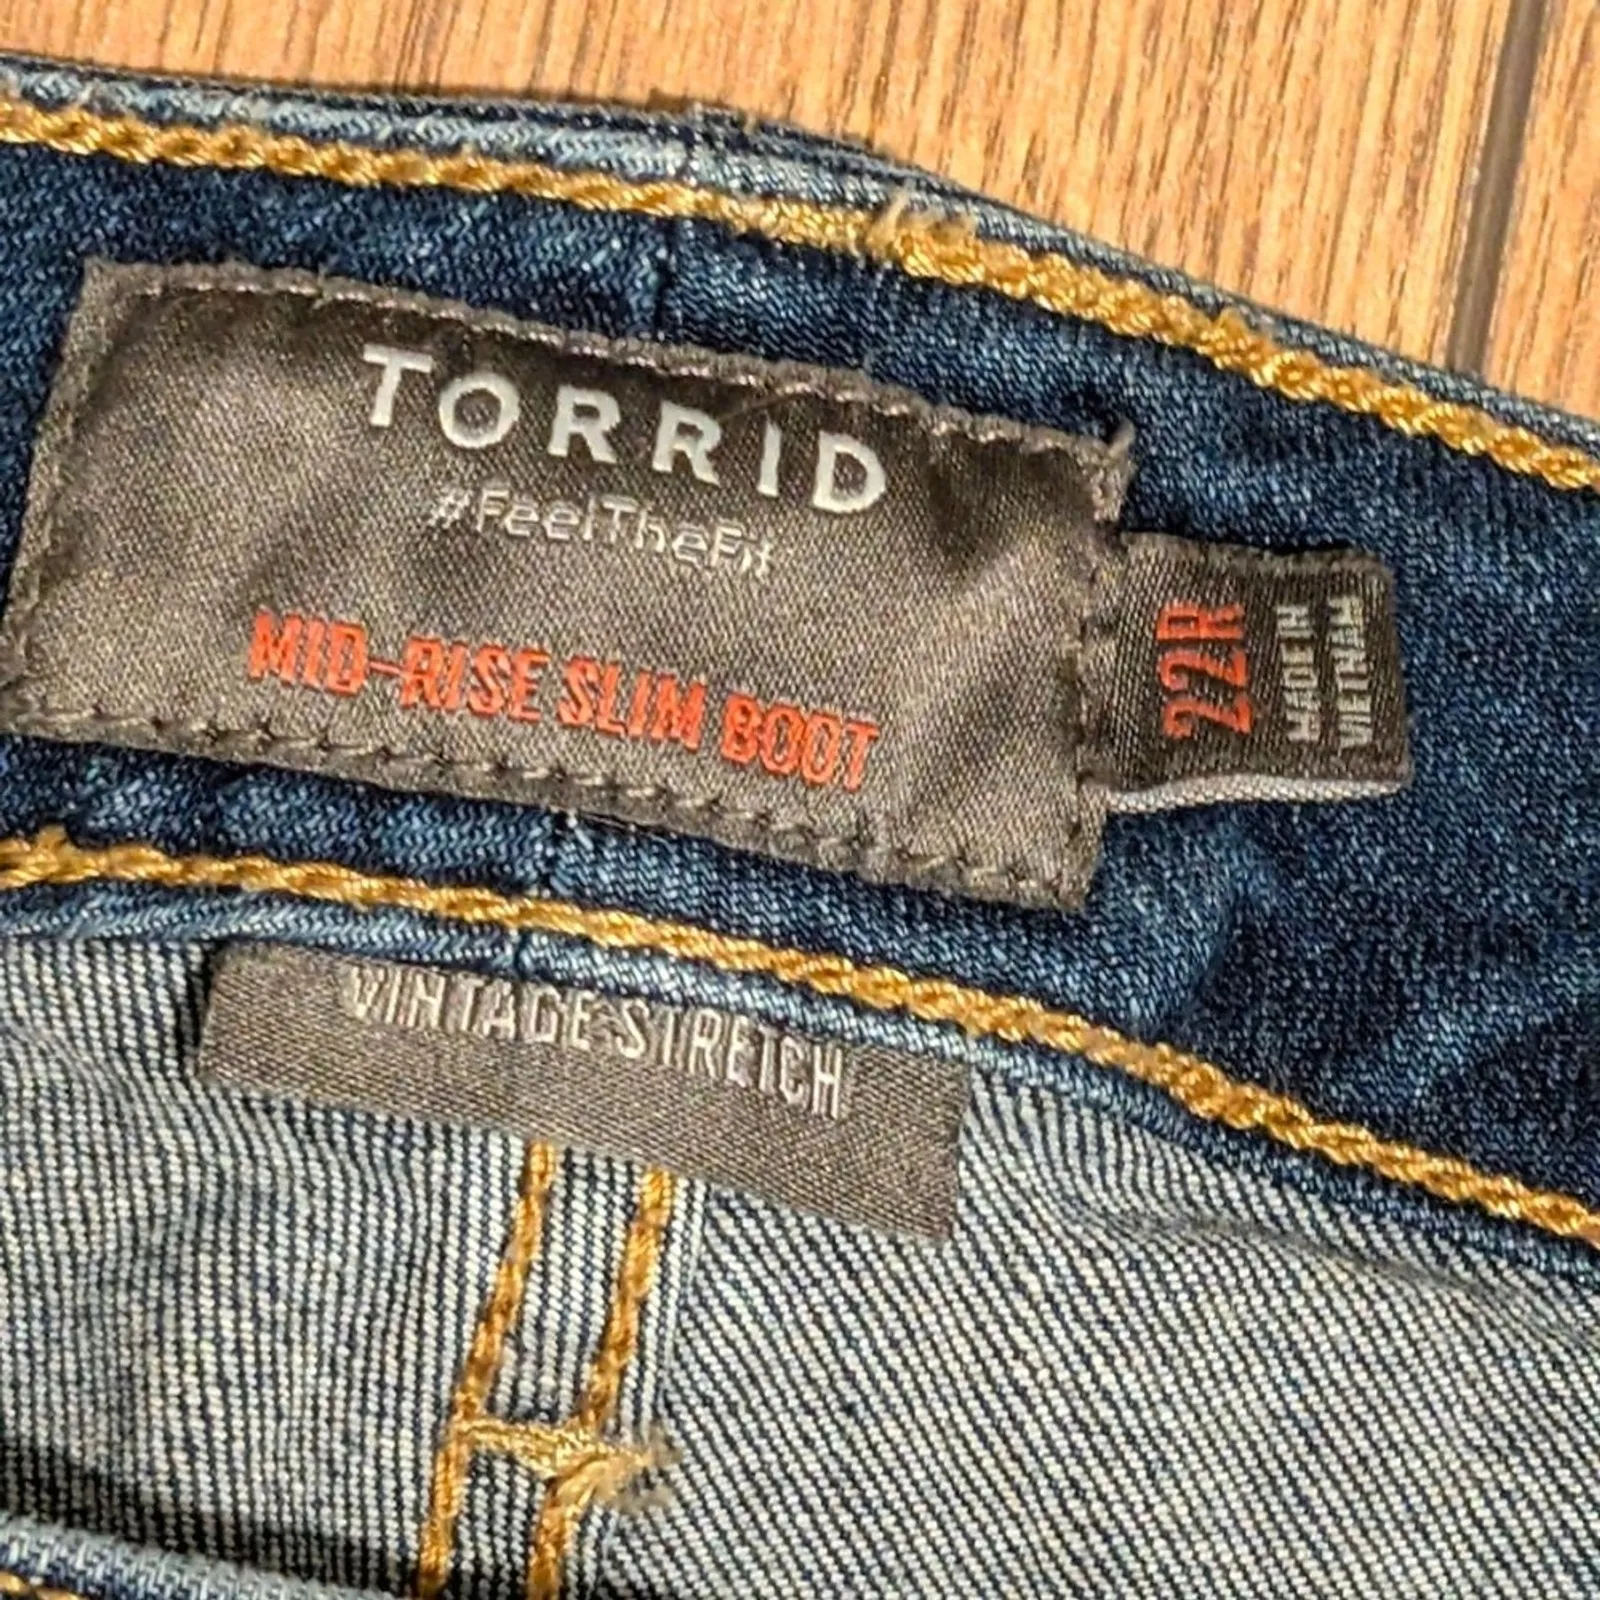 TORRID
#FeelTheFit
MID-RISE SLIM BOOT
22R
MADE IN
VIETNAM
VINTAGE STRETCH